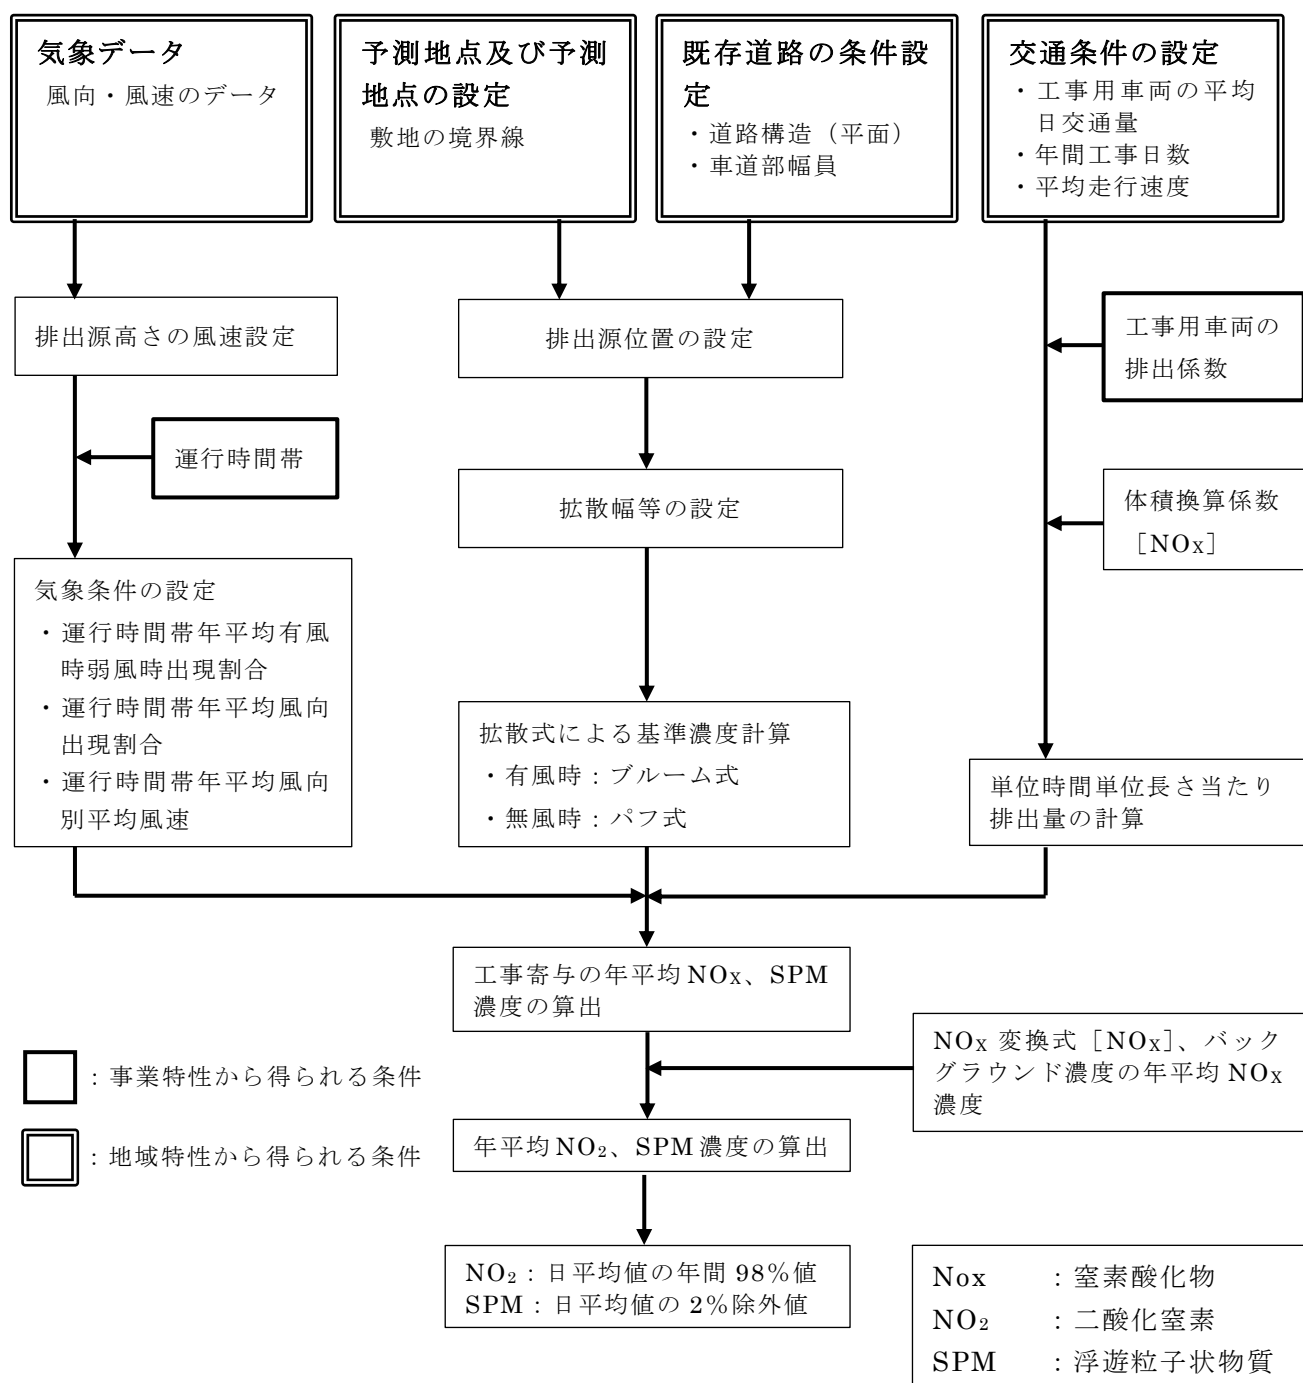 気象データ
風向・風速のデータ
予測地点及び予測
地点の設定
敷地の境界線
既存道路の条件設
定
・道路構造（平面）
・車道部幅員
交通条件の設定
・工事用車両の平均
日交通量
・年間工事日数
・平均走行速度
排出源高さの風速設定
排出源位置の設定
工事用車両の
排出係数
運行時間帯
拡散幅等の設定
体積換算係数
［NOx］
気象条件の設定
・運行時間帯年平均有風
時弱風時出現割合
・運行時間帯年平均風向
出現割合
・運行時間帯年平均風向
別平均風速
拡散式による基準濃度計算
・有風時：プルーム式
・無風時：パフ式
単位時間単位長さ当たり
排出量の計算
工事寄与の年平均NOx、SPM
濃度の算出
NOx 変換式［NOx］、バック
グラウンド濃度の年平均 NOx
濃度
：事業特性から得られる条件
年平均NO₂、SPM濃度の算出
：地域特性から得られる条件
NO₂：日平均値の年間 98％値
SPM：日平均値の 2％除外値
Nox ：窒素酸化物
NO₂ ：二酸化窒素
SPM ：浮遊粒子状物質